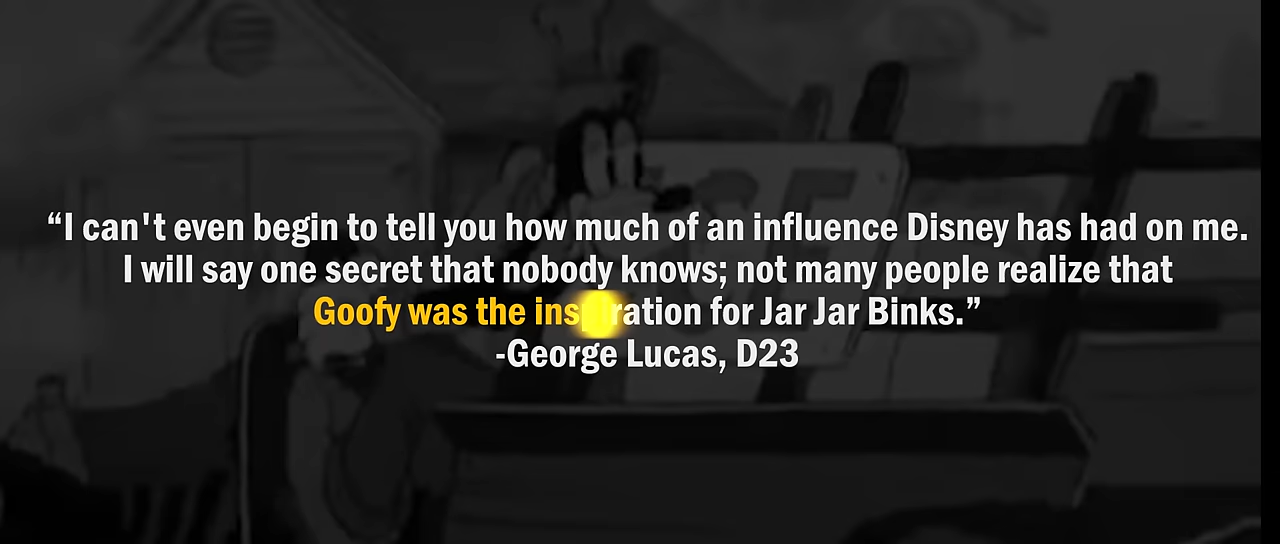 “I can't even begin to tell you how much of an influence Disney has had on me.
I will say one secret that nobody knows; not many people realize that
Goofy was the inspiration for Jar Jar Binks.”
-George Lucas, D23